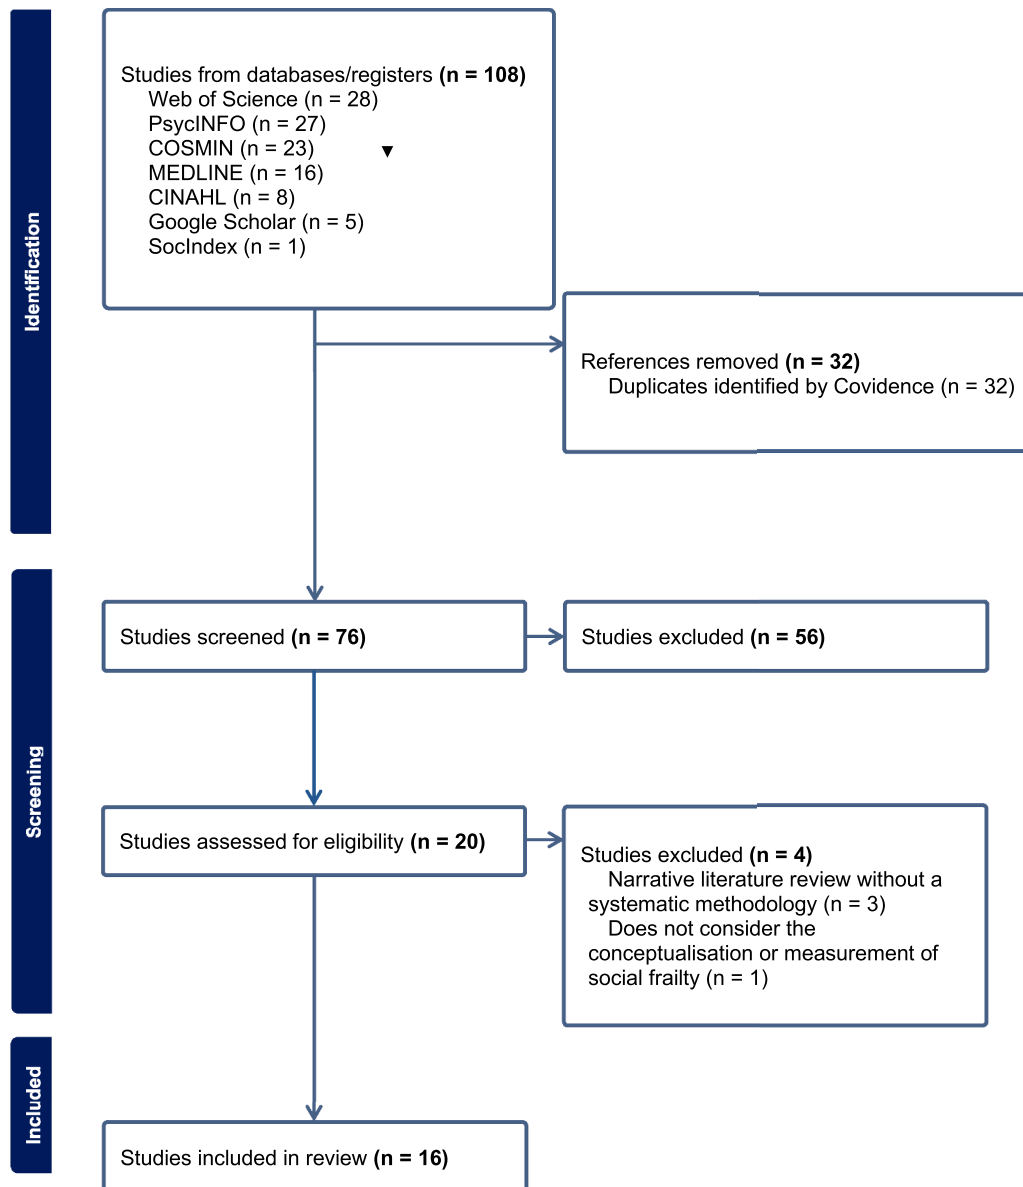 Identification
Studies from databases/registers (n = 108)
Web of Science (n = 28)
PsycINFO (n = 27)
COSMIN (n = 23)
MEDLINE (n = 16)
CINAHL (n = 8)
Google Scholar (n = 5)
SocIndex (n = 1)
References removed (n = 32)
Duplicates identified by Covidence (n = 32)
Screening
Studies screened (n = 76)
Studies excluded (n = 56)
Studies assessed for eligibility (n = 20)
Studies excluded (n = 4)
Narrative literature review without a
systematic methodology (n = 3)
Does not consider the
conceptualisation or measurement of
social frailty (n = 1)
Included
Studies included in review (n = 16)